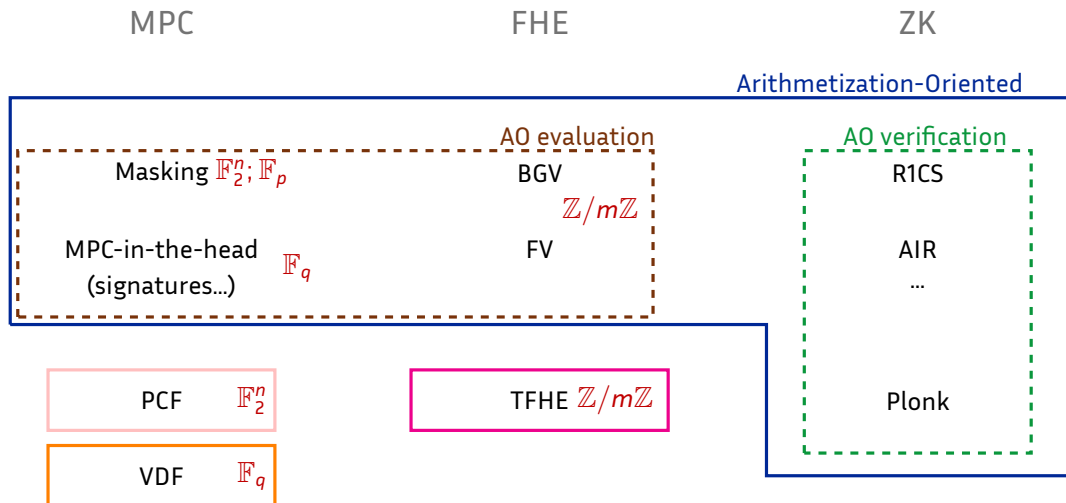 MPC FHE ZK
Arithmetization-Oriented
AO evaluation AO verification
Masking 𝔽₂ⁿ; 𝔽ₚ BGV R1CS
ℤ/mℤ
MPC-in-the-head 𝔽_q FV AIR
(signatures…) …
PCF 𝔽₂ⁿ TFHE ℤ/mℤ Plonk
VDF 𝔽_q